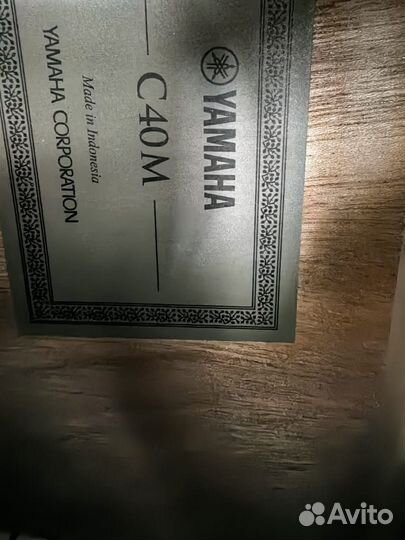 YAMAHA
C40M
Made in Indonesia
YAMAHA CORPORATION
Avito